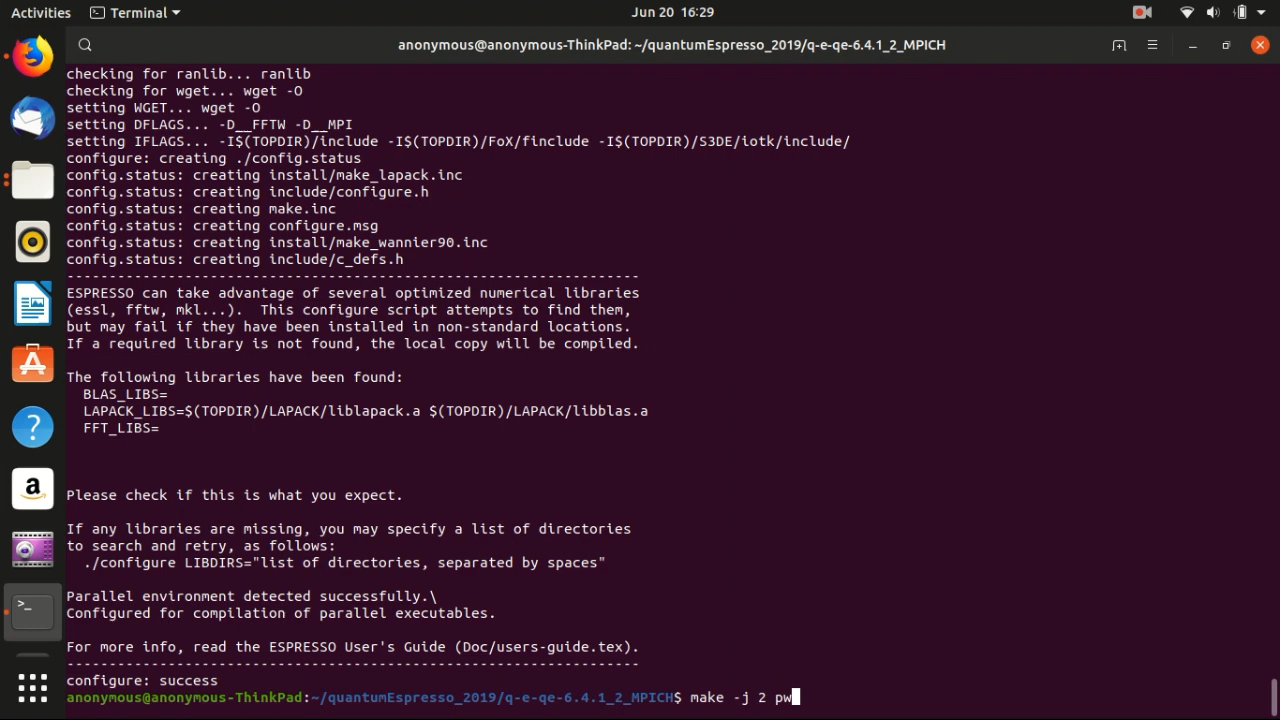 Activities Terminal Jun 20 16:29
anonymous@anonymous-ThinkPad: ~/quantumEspresso_2019/q-e-qe-6.4.1_2_MPICH
checking for ranlib... ranlib
checking for wget... wget -O
setting WGET... wget -O
setting DFLAGS... -D__FFTW -D__MPI
setting IFLAGS... -I$(TOPDIR)/include -I$(TOPDIR)/FoX/finclude -I$(TOPDIR)/S3DE/iotk/include/
configure: creating ./config.status
config.status: creating install/make_lapack.inc
config.status: creating include/configure.h
config.status: creating make.inc
config.status: creating configure.msg
config.status: creating install/make_wannier90.inc
config.status: creating include/c_defs.h
--------------------------------------------------------------------
ESPRESSO can take advantage of several optimized numerical libraries
(essl, fftw, mkl...).  This configure script attempts to find them,
but may fail if they have been installed in non-standard locations.
If a required library is not found, the local copy will be compiled.
The following libraries have been found:
  BLAS_LIBS=
  LAPACK_LIBS=$(TOPDIR)/LAPACK/liblapack.a $(TOPDIR)/LAPACK/libblas.a
  FFT_LIBS=
Please check if this is what you expect.
If any libraries are missing, you may specify a list of directories
to search and retry, as follows:
  ./configure LIBDIRS="list of directories, separated by spaces"
Parallel environment detected successfully.\
Configured for compilation of parallel executables.
For more info, read the ESPRESSO User's Guide (Doc/users-guide.tex).
--------------------------------------------------------------------
configure: success
anonymous@anonymous-ThinkPad:~/quantumEspresso_2019/q-e-qe-6.4.1_2_MPICH$ make -j 2 pw